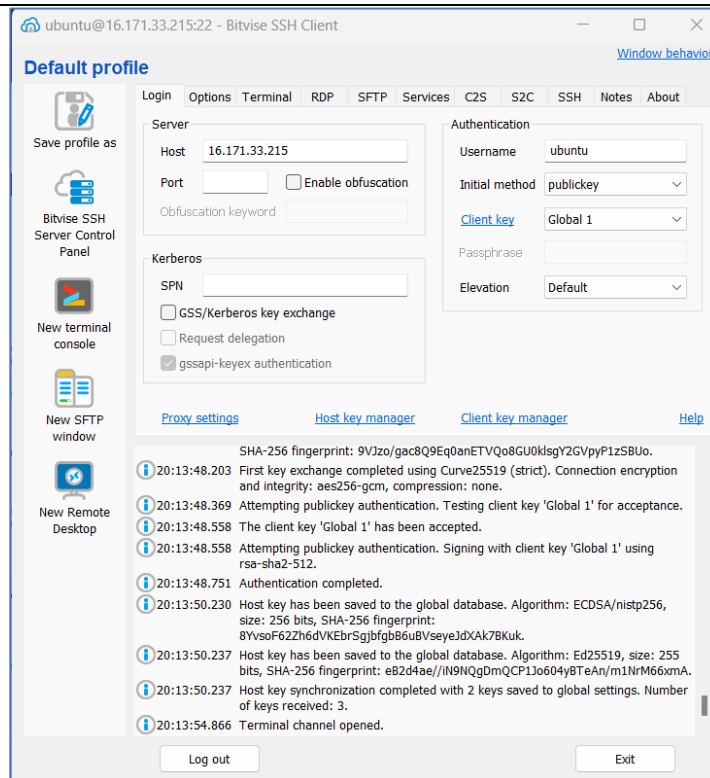 ubuntu@16.171.33.215:22 - Bitvise SSH Client
Window behavior
Default profile
Save profile as
Bitvise SSH
Server Control
Panel
New terminal
console
New SFTP
window
New Remote
Desktop
Login Options Terminal RDP SFTP Services C2S S2C SSH Notes About
Server
Host 16.171.33.215
Port Enable obfuscation
Obfuscation keyword
Kerberos
SPN
GSS/Kerberos key exchange
Request delegation
gssapi-keyex authentication
Authentication
Username ubuntu
Initial method publickey
Client key Global 1
Passphrase
Elevation Default
Proxy settings Host key manager Client key manager Help
SHA-256 fingerprint: 9VJzo/gac8Q9Eq0anETVQo8GU0klsgY2GVpyP1zSBUo.
20:13:48.203 First key exchange completed using Curve25519 (strict). Connection encryption
and integrity: aes256-gcm, compression: none.
20:13:48.369 Attempting publickey authentication. Testing client key 'Global 1' for acceptance.
20:13:48.558 The client key 'Global 1' has been accepted.
20:13:48.558 Attempting publickey authentication. Signing with client key 'Global 1' using
rsa-sha2-512.
20:13:48.751 Authentication completed.
20:13:50.230 Host key has been saved to the global database. Algorithm: ECDSA/nistp256,
size: 256 bits, SHA-256 fingerprint:
8YvsoF62Zh6dVKEbrSgjbfgbB6uBVseyeJdXAk7BKuk.
20:13:50.237 Host key has been saved to the global database. Algorithm: Ed25519, size: 255
bits, SHA-256 fingerprint: eB2d4ae//iN9NQgDmQCP1Jo604yBTeAn/m1NrM66xmA.
20:13:50.237 Host key synchronization completed with 2 keys saved to global settings. Number
of keys received: 3.
20:13:54.866 Terminal channel opened.
Log out Exit